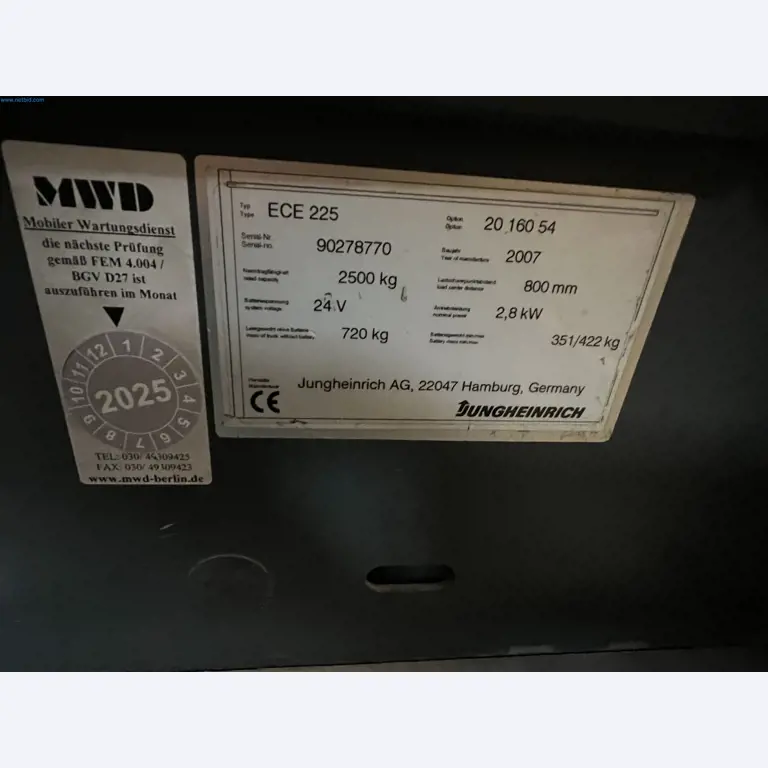 www.netbid.com
MWD
Mobiler Wartungsdienst
die nächste Prüfung
gemäß FEM 4.004 /
BGV D27 ist
auszuführen im Monat
12 1 2 3 4 5 6 7 8 9 10 11
2025
TEL: 030/ 49309425
FAX: 030/ 49309423
www.mwd-berlin.de
Typ
Type
ECE 225
Option
Option
20 160 54
Serial-Nr.
Serial-no.
90278770
Baujahr
Year of manufacture
2007
Nenntragfähigkeit
rated capacity
2500 kg
Lastschwerpunktabstand
load center distance
800 mm
Batteriespannung
system voltage
24 V
Antriebsleistung
nominal power
2,8 kW
Leergewicht ohne Batterie
mass of truck without battery
720 kg
Batteriegewicht min/max
Battery mass min/max
351/422 kg
Hersteller
Manufacturer
Jungheinrich AG, 22047 Hamburg, Germany
CE
JUNGHEINRICH